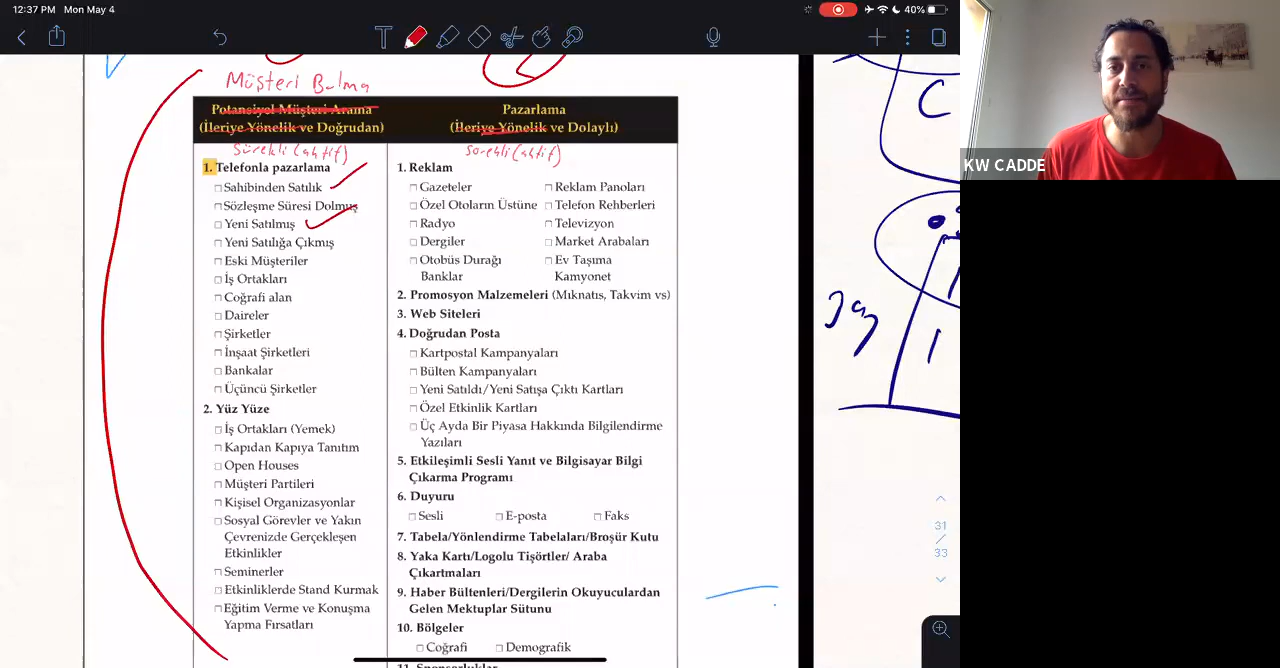 12:37 PM Mon May 4
40%
KW CADDE
Müşteri Bulma
Potansiyel Müşteri Arama
(İleriye Yönelik ve Doğrudan)
Sürekli (aktif)
1. Telefonla pazarlama
Sahibinden Satılık
Sözleşme Süresi Dolmuş
Yeni Satılmış
Yeni Satılığa Çıkmış
Eski Müşteriler
İş Ortakları
Coğrafi alan
Daireler
Şirketler
İnşaat Şirketleri
Bankalar
Üçüncü Şirketler
2. Yüz Yüze
İş Ortakları (Yemek)
Kapıdan Kapıya Tanıtım
Open Houses
Müşteri Partileri
Kişisel Organizasyonlar
Sosyal Görevler ve Yakın
Çevrenizde Gerçekleşen
Etkinlikler
Seminerler
Etkinliklerde Stand Kurmak
Eğitim Verme ve Konuşma
Yapma Fırsatları
Pazarlama
(İleriye Yönelik ve Dolaylı)
Sürekli (aktif)
1. Reklam
Gazeteler Reklam Panoları
Özel Otoların Üstüne Telefon Rehberleri
Radyo Televizyon
Dergiler Market Arabaları
Otobüs Durağı Ev Taşıma
Banklar Kamyonet
2. Promosyon Malzemeleri (Mıknatıs, Takvim vs)
3. Web Siteleri
4. Doğrudan Posta
Kartpostal Kampanyaları
Bülten Kampanyaları
Yeni Satıldı/Yeni Satışa Çıktı Kartları
Özel Etkinlik Kartları
Üç Ayda Bir Piyasa Hakkında Bilgilendirme
Yazıları
5. Etkileşimli Sesli Yanıt ve Bilgisayar Bilgi
Çıkarma Programı
6. Duyuru
Sesli E-posta Faks
7. Tabela/Yönlendirme Tabelaları/Broşür Kutu
8. Yaka Kartı/Logolu Tişörtler/ Araba
Çıkartmaları
9. Haber Bültenleri/Dergilerin Okuyuculardan
Gelen Mektuplar Sütunu
10. Bölgeler
Coğrafi Demografik
11. Sponsorluklar
C
31
33